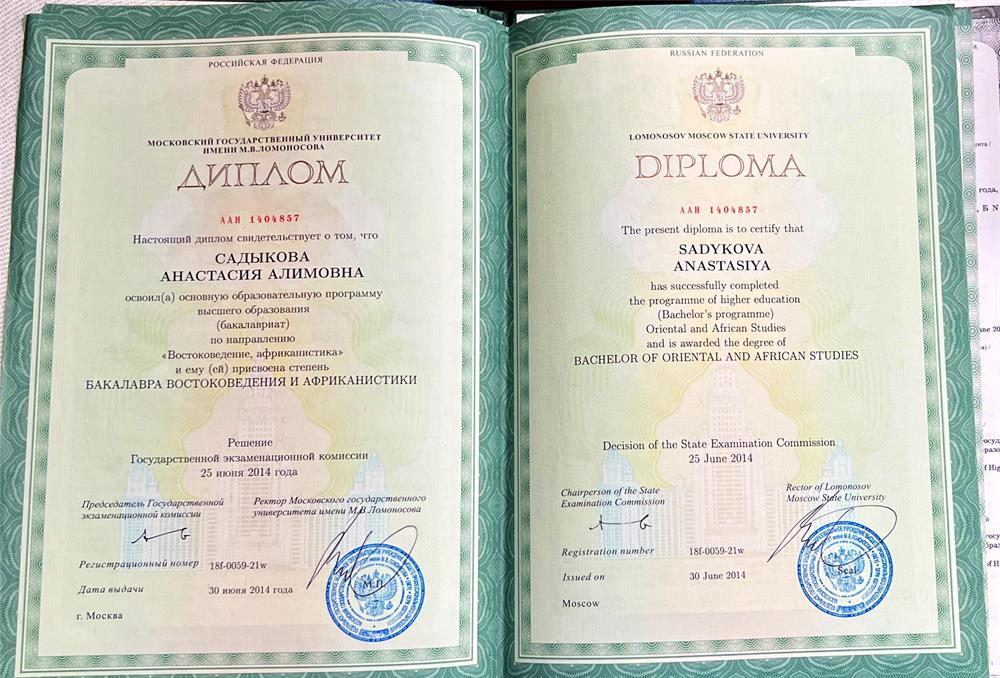 РОССИЙСКАЯ ФЕДЕРАЦИЯ
МОСКОВСКИЙ ГОСУДАРСТВЕННЫЙ УНИВЕРСИТЕТ
ИМЕНИ М.В.ЛОМОНОСОВА
ДИПЛОМ
ААН 1404857
Настоящий диплом свидетельствует о том, что
САДЫКОВА
АНАСТАСИЯ АЛИМОВНА
освоил(а) основную образовательную программу
высшего образования
(бакалавриат)
по направлению
«Востоковедение, африканистика»
и ему (ей) присвоена степень
БАКАЛАВРА ВОСТОКОВЕДЕНИЯ И АФРИКАНИСТИКИ
Решение
Государственной экзаменационной комиссии
25 июня 2014 года
Председатель Государственной
экзаменационной комиссии
Ректор Московского государственного
университета имени М.В.Ломоносова
Регистрационный номер 18f-0059-21w
Дата выдачи 30 июня 2014 года
М.П.
г. Москва
RUSSIAN FEDERATION
LOMONOSOV MOSCOW STATE UNIVERSITY
DIPLOMA
ААН 1404857
The present diploma is to certify that
SADYKOVA
ANASTASIYA
has successfully completed
the programme of higher education
(Bachelor's programme)
Oriental and African Studies
and is awarded the degree of
BACHELOR OF ORIENTAL AND AFRICAN STUDIES
Decision of the State Examination Commission
25 June 2014
Chairperson of the State
Examination Commission
Rector of Lomonosov
Moscow State University
Registration number 18f-0059-21w
Issued on 30 June 2014
Seal
Moscow
года,